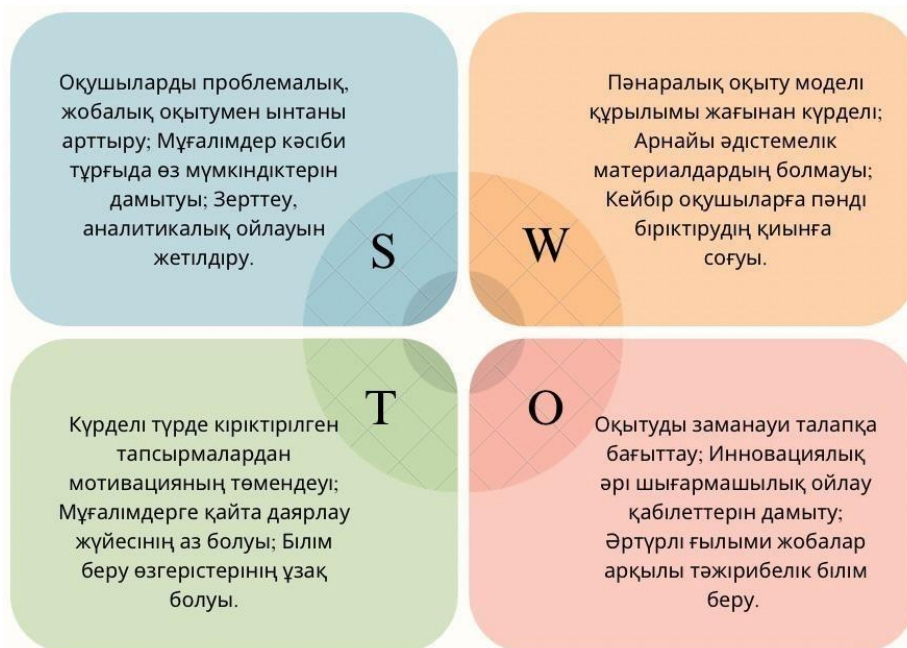 Оқушыларды проблемалық,
жобалық оқытумен ынтаны
арттыру; Мұғалімдер кәсіби
тұрғыда өз мүмкіндіктерін
дамытуы; Зерттеу,
аналитикалық ойлауын
жетілдіру.
S
Пәнаралық оқыту моделі
құрылымы жағынан күрделі;
Арнайы әдістемелік
материалдардың болмауы;
Кейбір оқушыларға пәнді
біріктірудің қиынға
соғуы.
W
Күрделі түрде кіріктірілген
тапсырмалардан
мотивацияның төмендеуі;
Мұғалімдерге қайта даярлау
жүйесінің аз болуы; Білім
беру өзгерістерінің ұзақ
болуы.
T
Оқытуды заманауи талапқа
бағыттау; Инновациялық
әрі шығармашылық ойлау
қабілеттерін дамыту;
Әртүрлі ғылыми жобалар
арқылы тәжірибелік білім
беру.
O